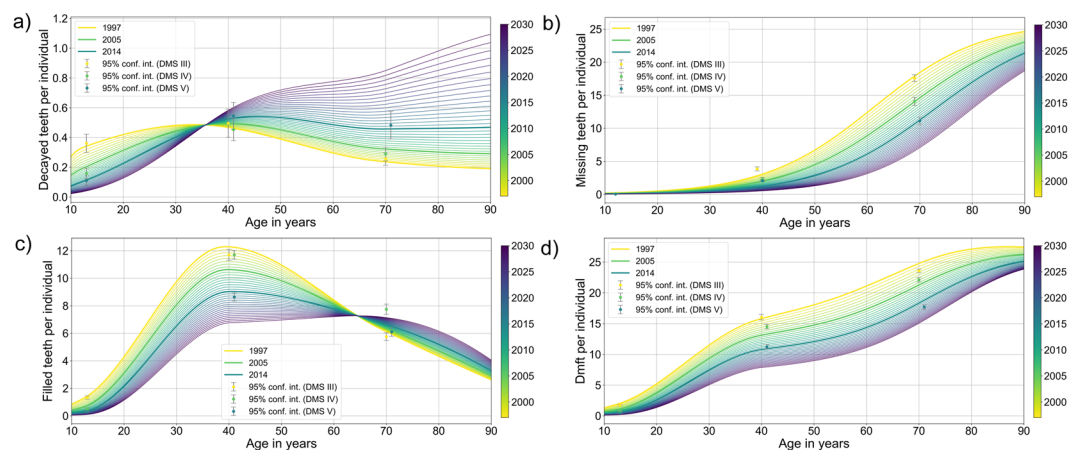 a)
Decayed teeth per individual
1.2
1.0
0.8
0.6
0.4
0.2
0.0
1997
2005
2014
95% conf. int. (DMS III)
95% conf. int. (DMS IV)
95% conf. int. (DMS V)
10 20 30 40 50 60 70 80 90
Age in years
2030
2025
2020
2015
2010
2005
2000
b)
Missing teeth per individual
25
20
15
10
5
0
1997
2005
2014
95% conf. int. (DMS III)
95% conf. int. (DMS IV)
95% conf. int. (DMS V)
10 20 30 40 50 60 70 80 90
Age in years
2030
2025
2020
2015
2010
2005
2000
c)
Filled teeth per individual
12
10
8
6
4
2
0
1997
2005
2014
95% conf. int. (DMS III)
95% conf. int. (DMS IV)
95% conf. int. (DMS V)
10 20 30 40 50 60 70 80 90
Age in years
2030
2025
2020
2015
2010
2005
2000
d)
Dmft per individual
25
20
15
10
5
0
1997
2005
2014
95% conf. int. (DMS III)
95% conf. int. (DMS IV)
95% conf. int. (DMS V)
10 20 30 40 50 60 70 80 90
Age in years
2030
2025
2020
2015
2010
2005
2000